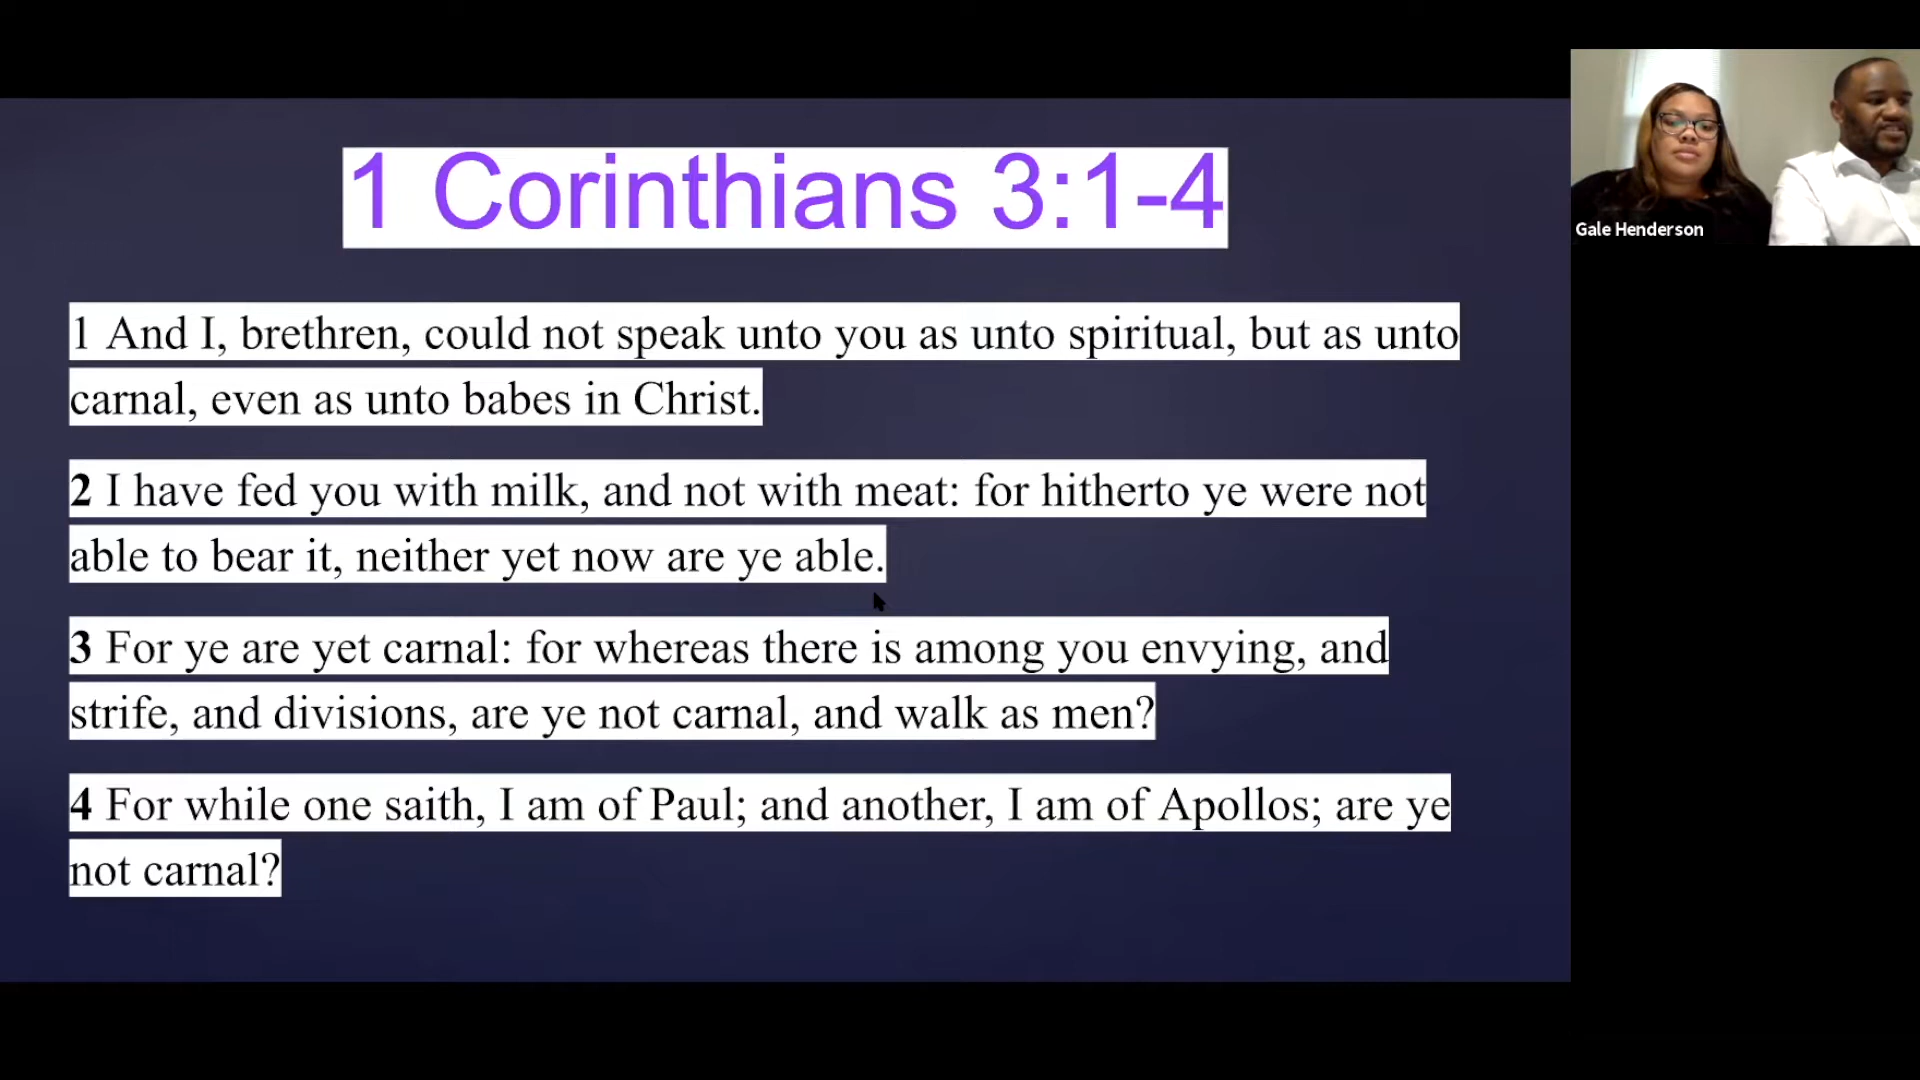 1 Corinthians 3:1-4
1 And I, brethren, could not speak unto you as unto spiritual, but as unto
carnal, even as unto babes in Christ.
2 I have fed you with milk, and not with meat: for hitherto ye were not
able to bear it, neither yet now are ye able.
3 For ye are yet carnal: for whereas there is among you envying, and
strife, and divisions, are ye not carnal, and walk as men?
4 For while one saith, I am of Paul; and another, I am of Apollos; are ye
not carnal?
Gale Henderson